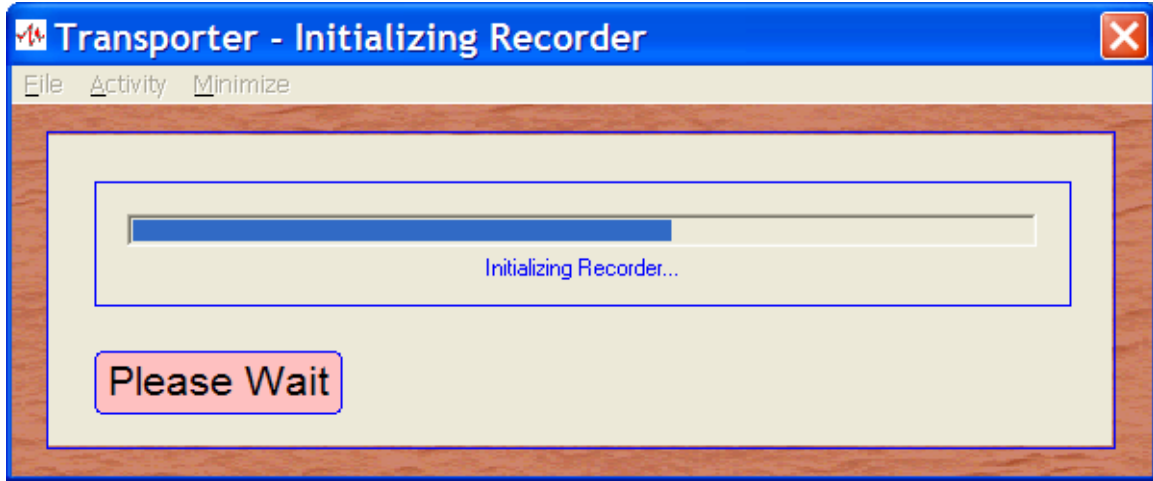 Transporter - Initializing Recorder
File Activity Minimize
Initializing Recorder...
Please Wait